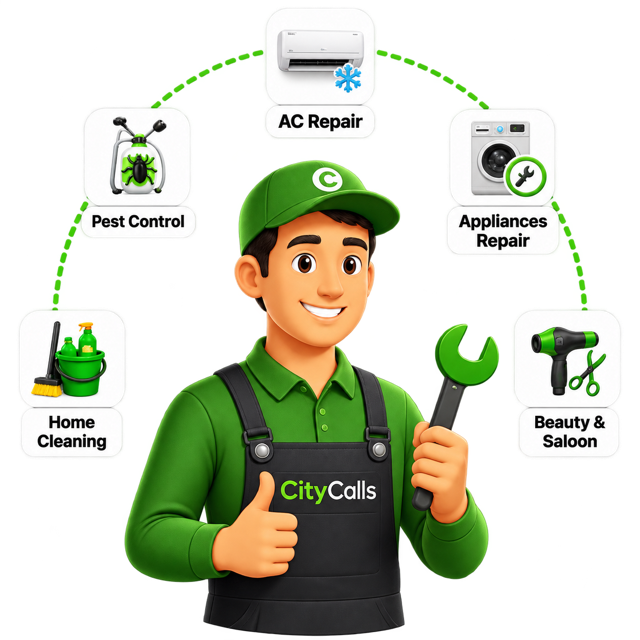 AC Repair
Pest Control
Appliances
Repair
Home
Cleaning
Beauty &
Saloon
C
CityCalls